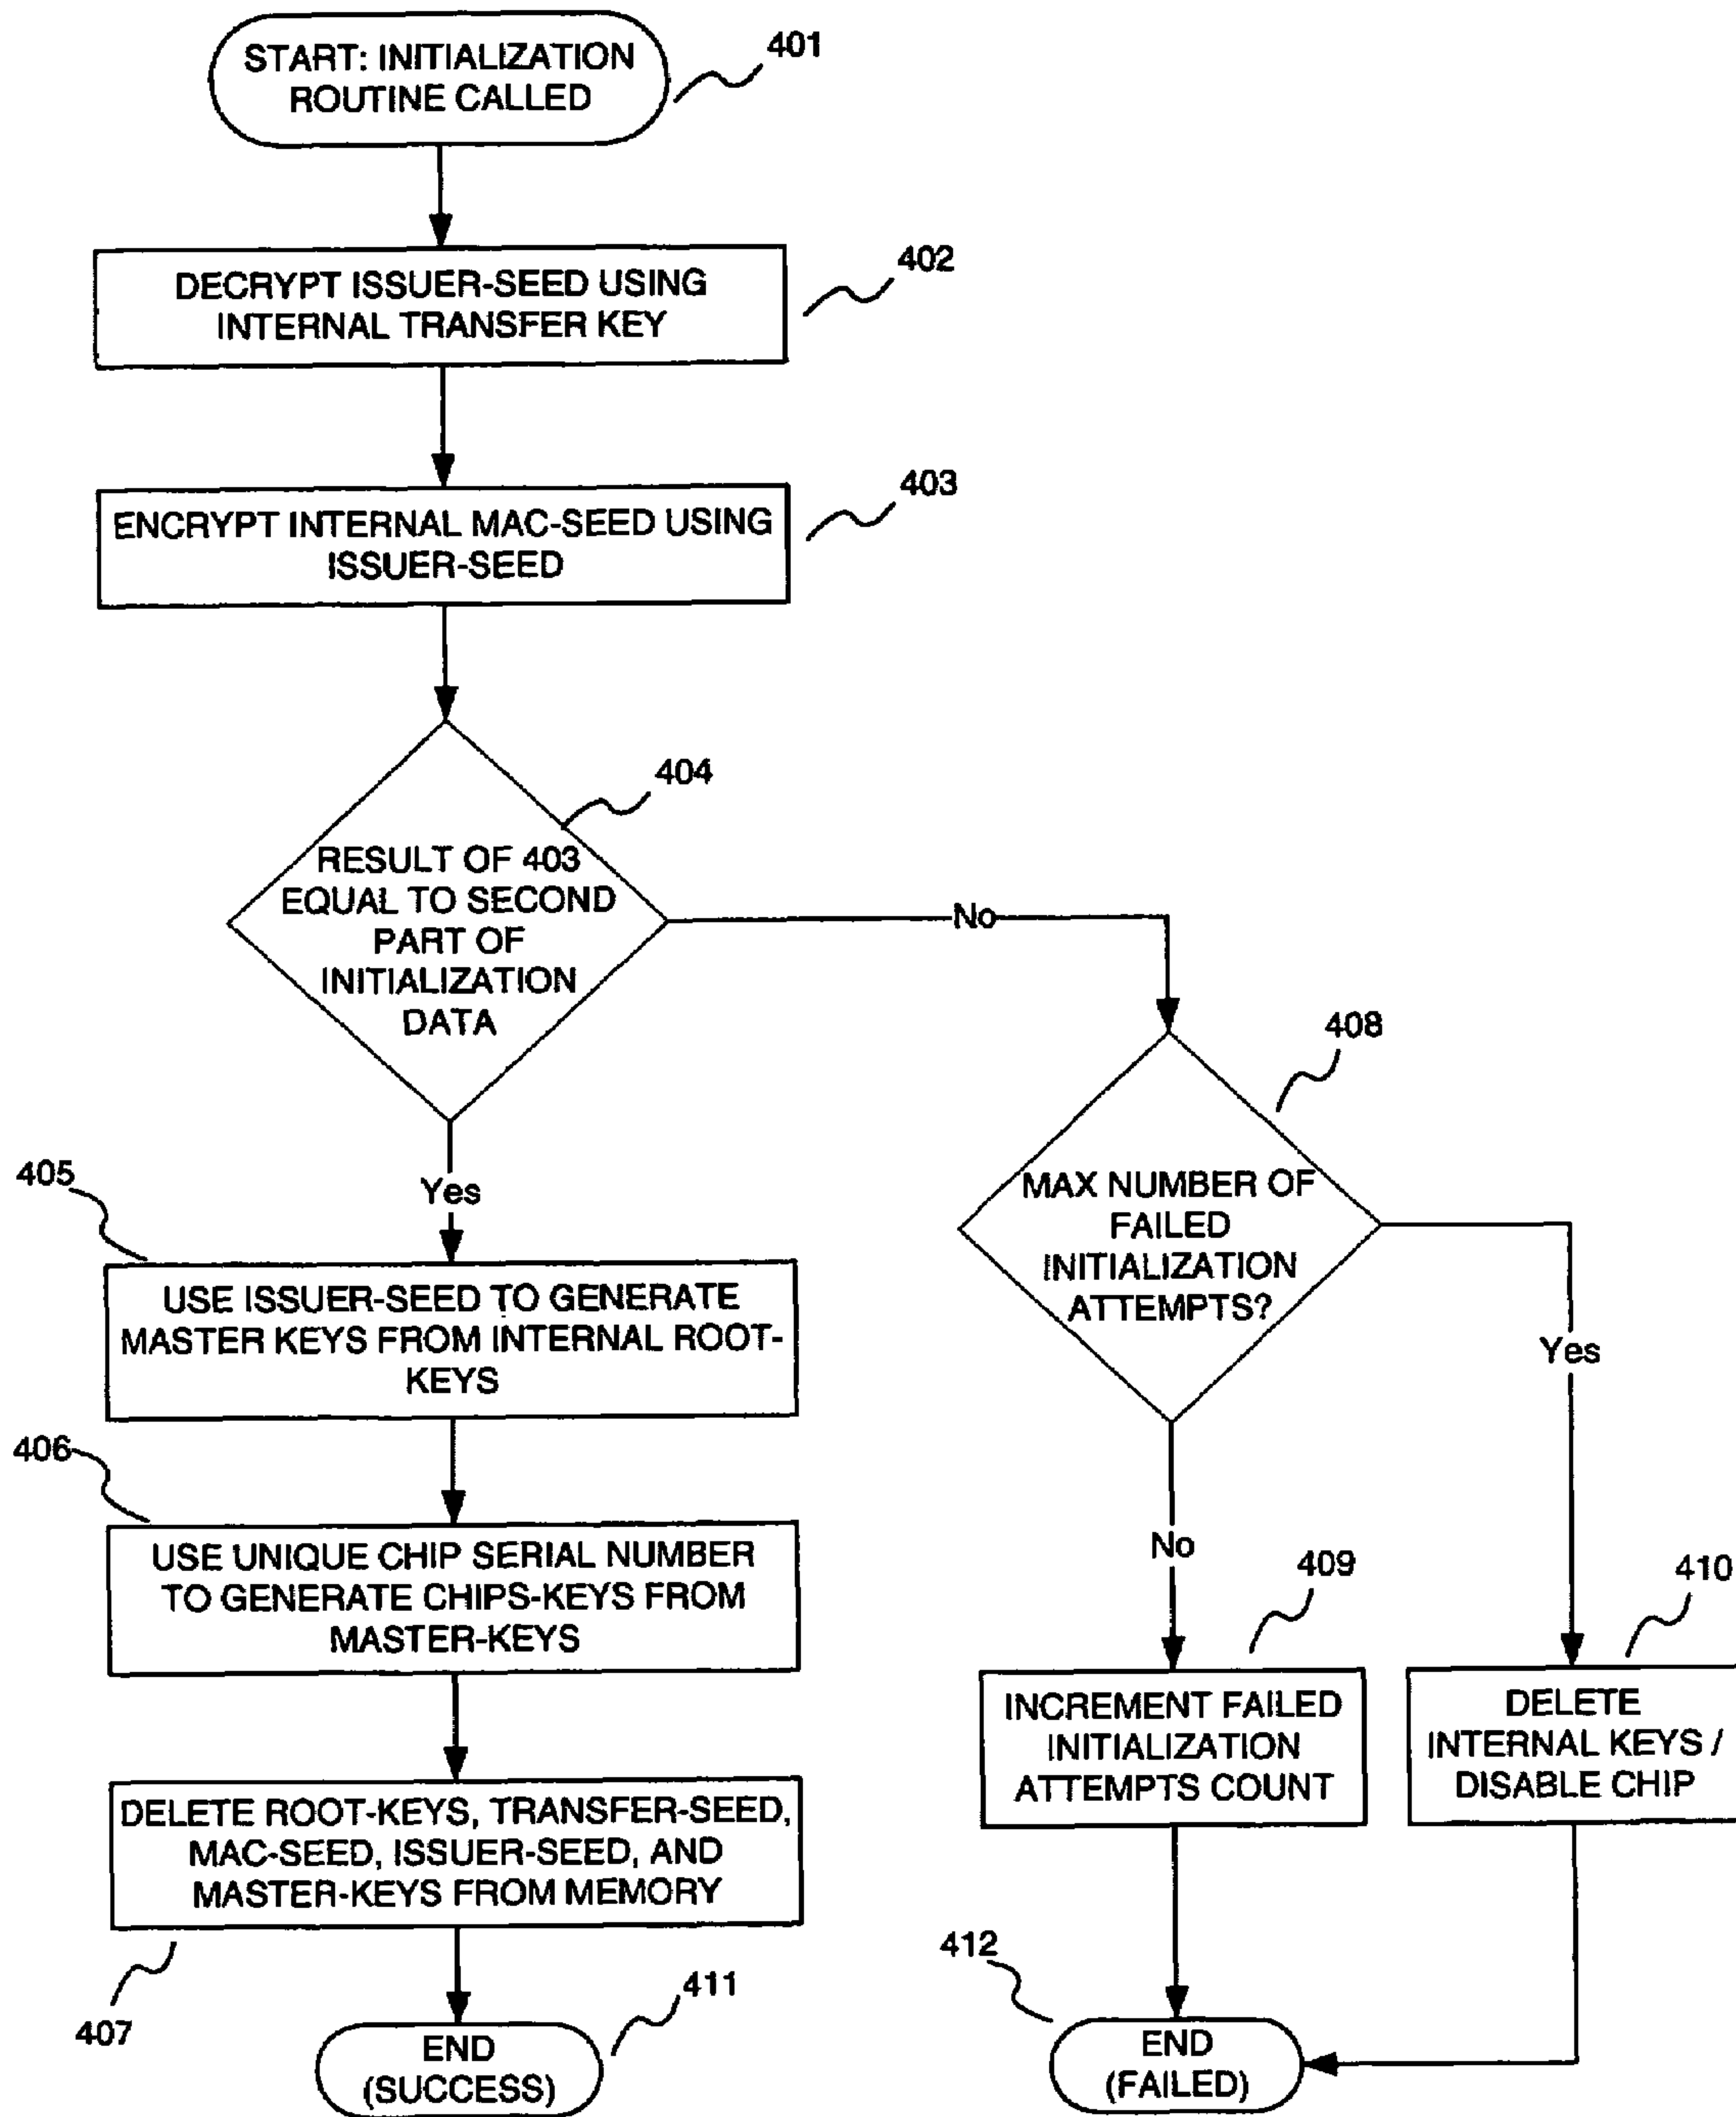 START: INITIALIZATION
ROUTINE CALLED
401
DECRYPT ISSUER-SEED USING
INTERNAL TRANSFER KEY
402
ENCRYPT INTERNAL MAC-SEED USING
ISSUER-SEED
403
404
RESULT OF 403
EQUAL TO SECOND
PART OF
INITIALIZATION
DATA
No
Yes
405
USE ISSUER-SEED TO GENERATE
MASTER KEYS FROM INTERNAL ROOT-
KEYS
406
USE UNIQUE CHIP SERIAL NUMBER
TO GENERATE CHIPS-KEYS FROM
MASTER-KEYS
DELETE ROOT-KEYS, TRANSFER-SEED,
MAC-SEED, ISSUER-SEED, AND
MASTER-KEYS FROM MEMORY
407
END
(SUCCESS)
411
408
MAX NUMBER OF
FAILED
INITIALIZATION
ATTEMPTS?
Yes
No
409
INCREMENT FAILED
INITIALIZATION
ATTEMPTS COUNT
410
DELETE
INTERNAL KEYS /
DISABLE CHIP
412
END
(FAILED)